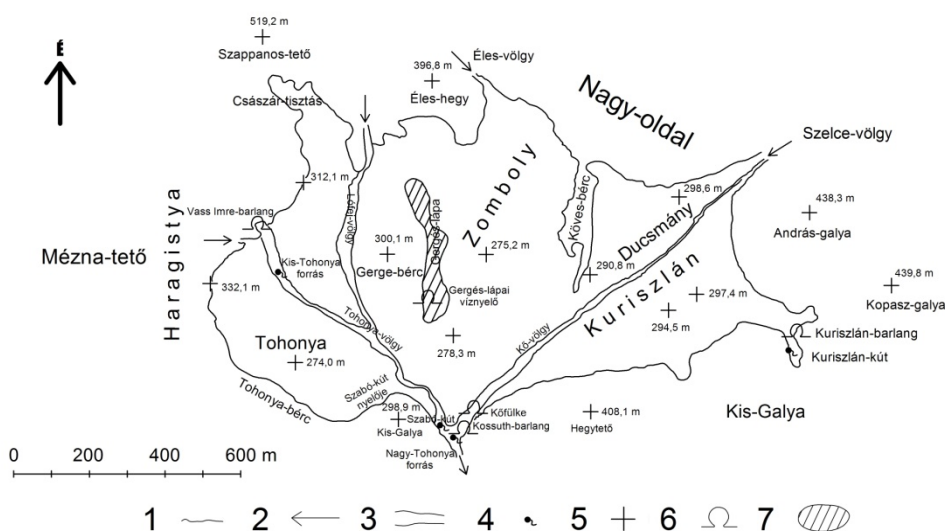 519,2 m
Szappanos-tető
É
396,8 m
Éles-völgy
Császár-tisztás
Éles-hegy
Nagy-oldal
Szelce-völgy
312,1 m
Zomboly
298,6 m
438,3 m
Vass Imre-barlang
Lófej-völgy
Gergés-lápa
Köves-bérc
Ducsmány
András-galya
Haragistya
Mézna-tető
300,1 m
275,2 m
Kis-Tohonya
forrás
Gerge-bérc
290,8 m
439,8 m
332,1 m
Gergés-lápai
víznyelő
Kuriszlán
297,4 m
Kopasz-galya
294,5 m
Tohonya-völgy
Kő-völgy
Kuriszlán-barlang
Tohonya
278,3 m
Kuriszlán-kút
274,0 m
Tohonya-bérc
Szabó-kút
nyelője
298,9 m
Szabó-kút
Kőfülke
408,1 m
Kis-Galya
Kis-Galya
Kossuth-barlang
Hegytető
Nagy-Tohonya
forrás
0 200 400 600 m
1 2 3 4 5 6 7